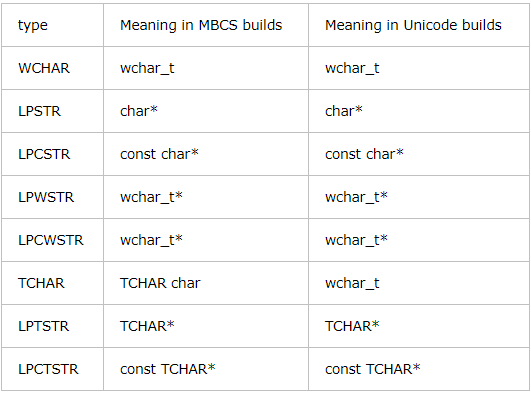 type Meaning in MBCS builds Meaning in Unicode builds
WCHAR wchar_t wchar_t
LPSTR char* char*
LPCSTR const char* const char*
LPWSTR wchar_t* wchar_t*
LPCWSTR wchar_t* wchar_t*
TCHAR TCHAR char wchar_t
LPTSTR TCHAR* TCHAR*
LPCTSTR const TCHAR* const TCHAR*